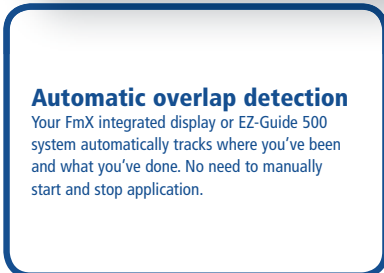 Automatic overlap detection
Your FmX integrated display or EZ-Guide 500
system automatically tracks where you’ve been
and what you’ve done. No need to manually
start and stop application.